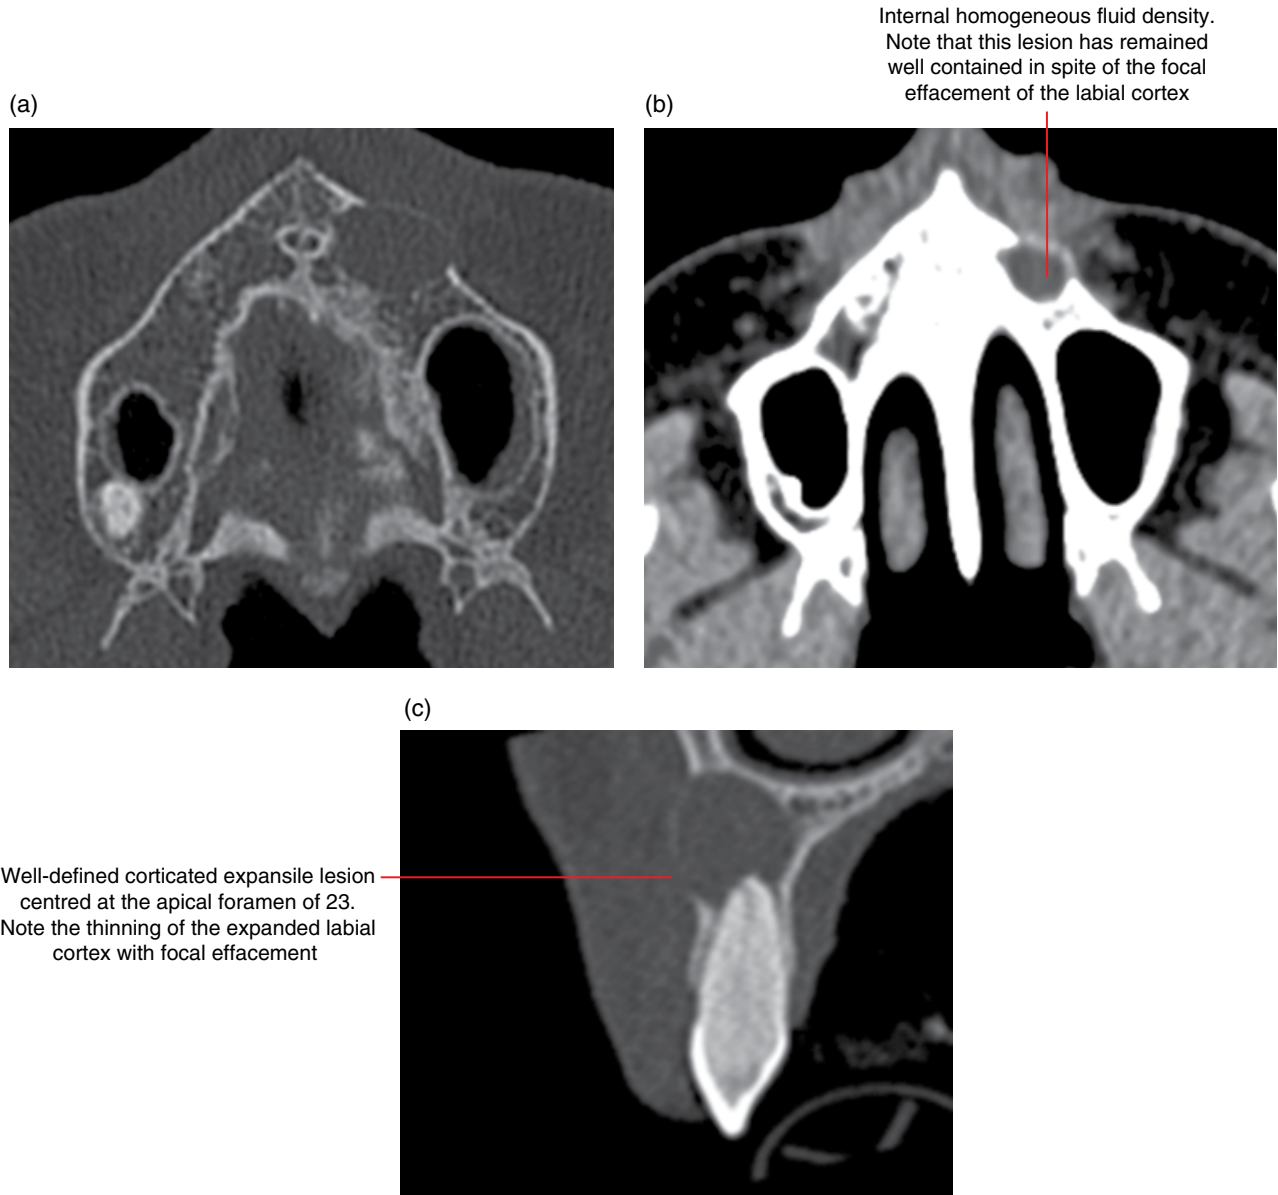 Internal homogeneous fluid density.
Note that this lesion has remained
well contained in spite of the focal
effacement of the labial cortex
(a)
(b)
(c)
Well-defined corticated expansile lesion
centred at the apical foramen of 23.
Note the thinning of the expanded labial
cortex with focal effacement